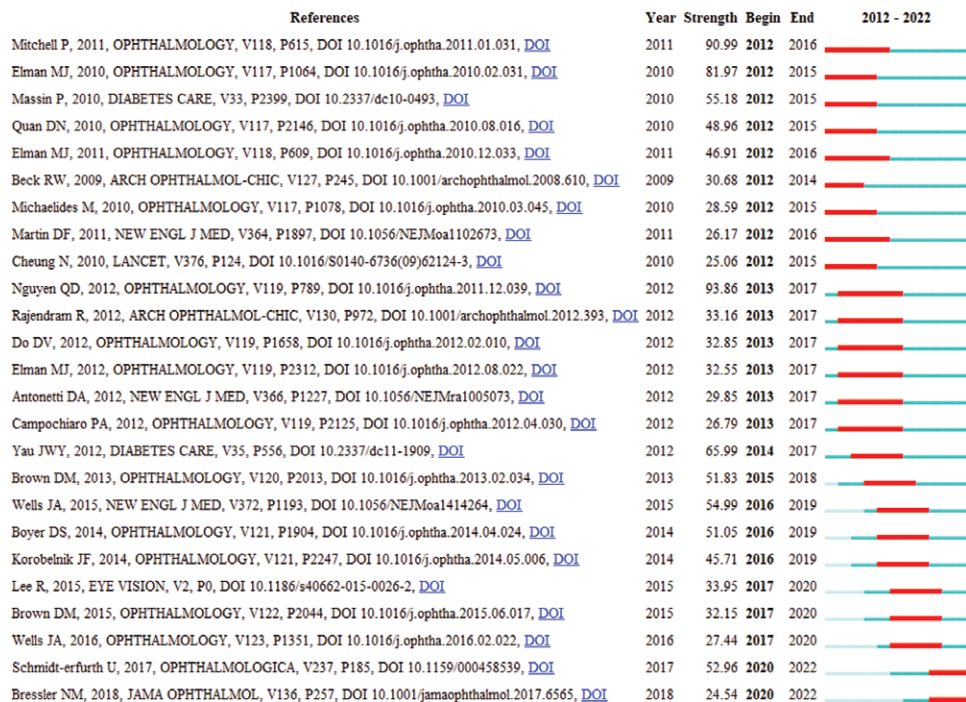 References Year Strength Begin End 2012 - 2022
Mitchell P, 2011, OPHTHALMOLOGY, V118, P615, DOI 10.1016/j.ophtha.2011.01.031, DOI 2011 90.99 2012 2016
Elman MJ, 2010, OPHTHALMOLOGY, V117, P1064, DOI 10.1016/j.ophtha.2010.02.031, DOI 2010 81.97 2012 2015
Massin P, 2010, DIABETES CARE, V33, P2399, DOI 10.2337/dc10-0493, DOI 2010 55.18 2012 2015
Quan DN, 2010, OPHTHALMOLOGY, V117, P2146, DOI 10.1016/j.ophtha.2010.08.016, DOI 2010 48.96 2012 2015
Elman MJ, 2011, OPHTHALMOLOGY, V118, P609, DOI 10.1016/j.ophtha.2010.12.033, DOI 2011 46.91 2012 2016
Beck RW, 2009, ARCH OPHTHALMOL-CHIC, V127, P245, DOI 10.1001/archophthalmol.2008.610, DOI 2009 30.68 2012 2014
Michaelides M, 2010, OPHTHALMOLOGY, V117, P1078, DOI 10.1016/j.ophtha.2010.03.045, DOI 2010 28.59 2012 2015
Martin DF, 2011, NEW ENGL J MED, V364, P1897, DOI 10.1056/NEJMoa1102673, DOI 2011 26.17 2012 2016
Cheung N, 2010, LANCET, V376, P124, DOI 10.1016/S0140-6736(09)62124-3, DOI 2010 25.06 2012 2015
Nguyen QD, 2012, OPHTHALMOLOGY, V119, P789, DOI 10.1016/j.ophtha.2011.12.039, DOI 2012 93.86 2013 2017
Rajendram R, 2012, ARCH OPHTHALMOL-CHIC, V130, P972, DOI 10.1001/archophthalmol.2012.393, DOI 2012 33.16 2013 2017
Do DV, 2012, OPHTHALMOLOGY, V119, P1658, DOI 10.1016/j.ophtha.2012.02.010, DOI 2012 32.85 2013 2017
Elman MJ, 2012, OPHTHALMOLOGY, V119, P2312, DOI 10.1016/j.ophtha.2012.08.022, DOI 2012 32.55 2013 2017
Antonetti DA, 2012, NEW ENGL J MED, V366, P1227, DOI 10.1056/NEJMra1005073, DOI 2012 29.85 2013 2017
Campochiaro PA, 2012, OPHTHALMOLOGY, V119, P2125, DOI 10.1016/j.ophtha.2012.04.030, DOI 2012 26.79 2013 2017
Yau JWY, 2012, DIABETES CARE, V35, P556, DOI 10.2337/dc11-1909, DOI 2012 65.99 2014 2017
Brown DM, 2013, OPHTHALMOLOGY, V120, P2013, DOI 10.1016/j.ophtha.2013.02.034, DOI 2013 51.83 2015 2018
Wells JA, 2015, NEW ENGL J MED, V372, P1193, DOI 10.1056/NEJMoa1414264, DOI 2015 54.99 2016 2019
Boyer DS, 2014, OPHTHALMOLOGY, V121, P1904, DOI 10.1016/j.ophtha.2014.04.024, DOI 2014 51.05 2016 2019
Korobelnik JF, 2014, OPHTHALMOLOGY, V121, P2247, DOI 10.1016/j.ophtha.2014.05.006, DOI 2014 45.71 2016 2019
Lee R, 2015, EYE VISION, V2, P0, DOI 10.1186/s40662-015-0026-2, DOI 2015 33.95 2017 2020
Brown DM, 2015, OPHTHALMOLOGY, V122, P2044, DOI 10.1016/j.ophtha.2015.06.017, DOI 2015 32.15 2017 2020
Wells JA, 2016, OPHTHALMOLOGY, V123, P1351, DOI 10.1016/j.ophtha.2016.02.022, DOI 2016 27.44 2017 2020
Schmidt-erfurth U, 2017, OPHTHALMOLOGICA, V237, P185, DOI 10.1159/000458539, DOI 2017 52.96 2020 2022
Bressler NM, 2018, JAMA OPHTHALMOL, V136, P257, DOI 10.1001/jamaophthalmol.2017.6565, DOI 2018 24.54 2020 2022